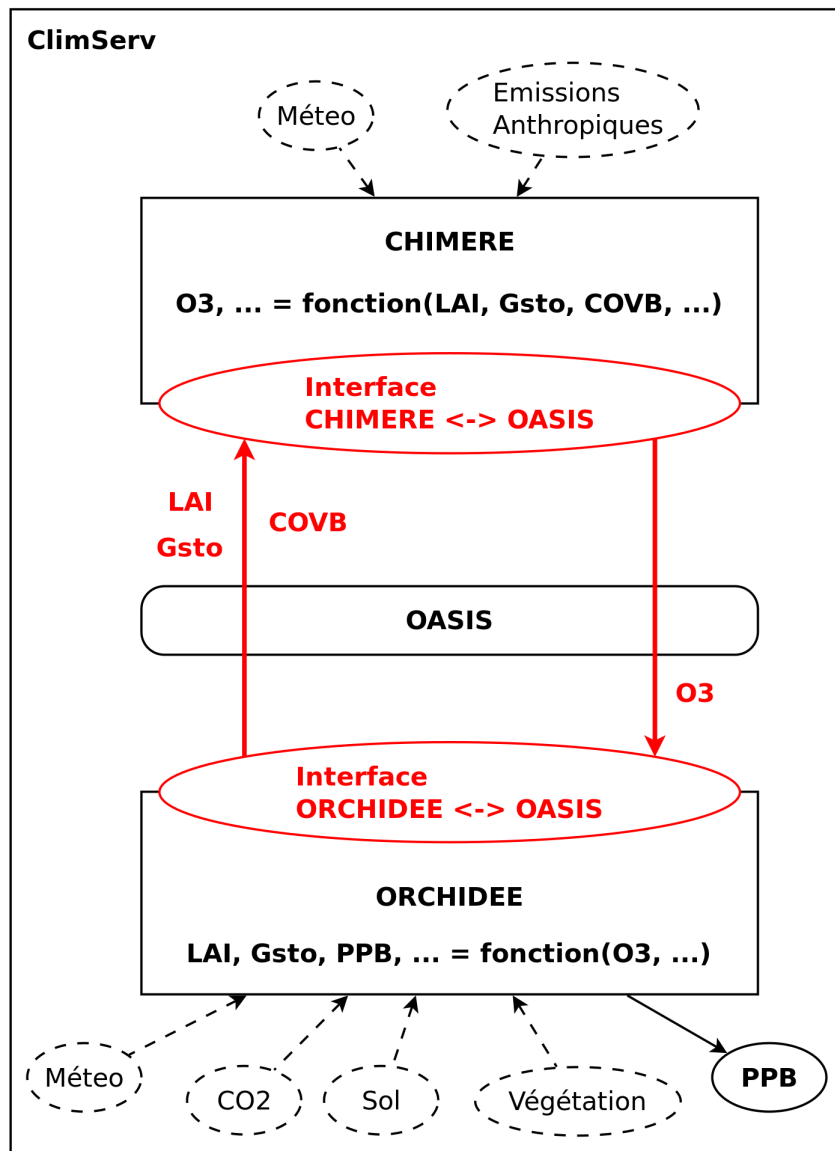 ClimServ
Méteo
Emissions
Anthropiques
CHIMERE
O3, ... = fonction(LAI, Gsto, COVB, ...)
Interface
CHIMERE <-> OASIS
LAI
Gsto
COVB
OASIS
O3
Interface
ORCHIDEE <-> OASIS
ORCHIDEE
LAI, Gsto, PPB, ... = fonction(O3, ...)
Méteo
CO2
Sol
Végétation
PPB